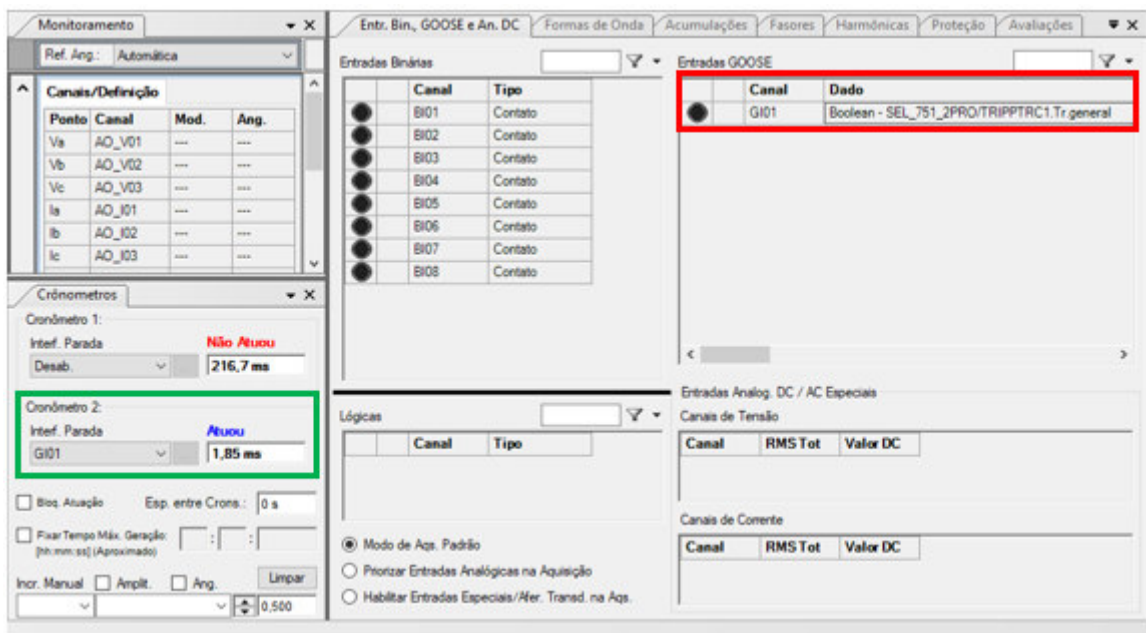 Monitoramento
Ref. Ang.: Automática
Canais/Definição
Ponto Canal Mod. Ang.
Va AO_V01 --- ---
Vb AO_V02 --- ---
Vc AO_V03 --- ---
Ia AO_I01 --- ---
Ib AO_I02 --- ---
Ic AO_I03 --- ---
Crônometros
Cronômetro 1:
Interf. Parada Não Atuou
Desab. 216,7 ms
Cronômetro 2:
Interf. Parada Atuou
GI01 1,85 ms
Bloq. Atuação Esp. entre Crons.: 0 s
Fixar Tempo Máx. Geração: : :
[hh:mm:ss] (Aproximado)
Incr. Manual Amplit. Ang. Limpar
0,500
Entr. Bin., GOOSE e An. DC Formas de Onda Acumulações Fasores Harmônicas Proteção Avaliações
Entradas Binárias
Canal Tipo
BI01 Contato
BI02 Contato
BI03 Contato
BI04 Contato
BI05 Contato
BI06 Contato
BI07 Contato
BI08 Contato
Entradas GOOSE
Canal Dado
GI01 Boolean - SEL_751_2PRO/TRIPPTRC1.Tr.general
Lógicas
Canal Tipo
Modo de Aqs. Padrão
Priorizar Entradas Analógicas na Aquisição
Habilitar Entradas Especiais/Afer. Transd. na Aqs.
Entradas Analog. DC / AC Especiais
Canais de Tensão
Canal RMS Tot Valor DC
Canais de Corrente
Canal RMS Tot Valor DC